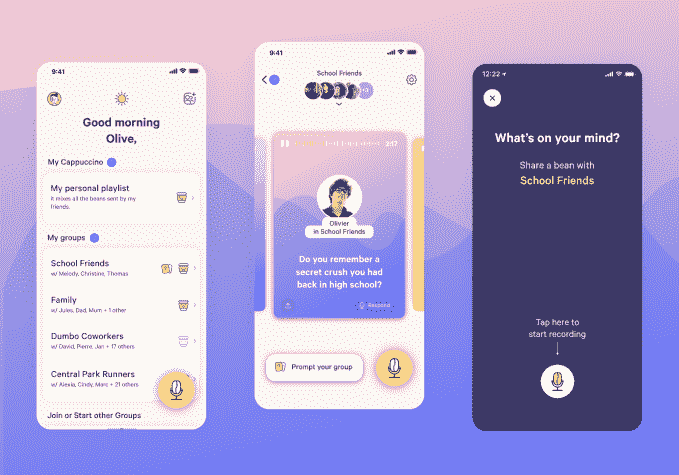 9:41
Good morning
Olive,
My Cappuccino
My personal playlist
It mixes all the beans sent by my
friends.
My groups
School Friends
w/ Melody, Christine, Thomas
Family
w/ Jules, Dad, Mum + 1 other
Dumbo Coworkers
w/ David, Pierre, Jan + 17 others
Central Park Runners
w/ Alexia, Cindy, Marc + 21 others
Join or Start other Groups
9:41
School Friends
+3
2:17
Olivier
in School Friends
Do you remember a
secret crush you had
back in high school?
Respond
Prompt your group
12:22
What's on your mind?
Share a bean with
School Friends
Tap here to
start recording